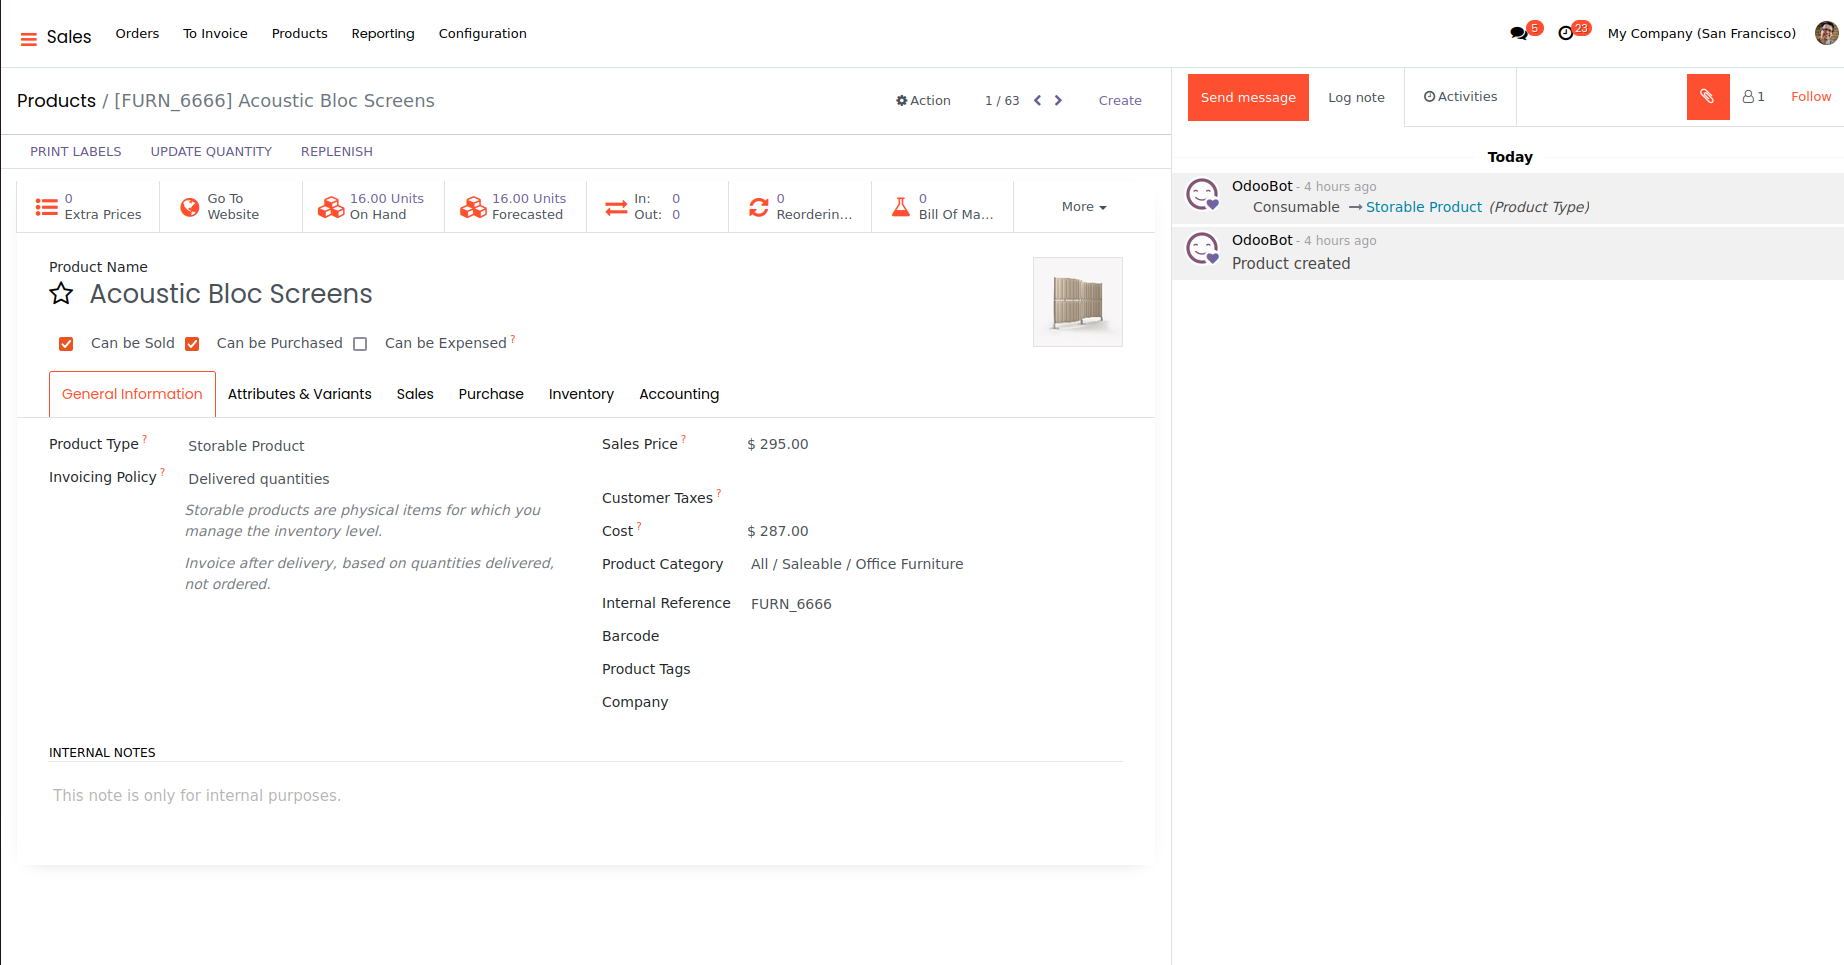 Sales Orders To Invoice Products Reporting Configuration 5 23 My Company (San Francisco)
Products / [FURN_6666] Acoustic Bloc Screens Action 1 / 63 Create
PRINT LABELS UPDATE QUANTITY REPLENISH
0 Extra Prices
Go To Website
16.00 Units On Hand
16.00 Units Forecasted
In: 0
Out: 0
0 Reorderin...
0 Bill Of Ma...
More
Product Name
Acoustic Bloc Screens
Can be Sold Can be Purchased Can be Expensed ?
General Information Attributes & Variants Sales Purchase Inventory Accounting
Product Type ? Storable Product
Invoicing Policy ? Delivered quantities
Storable products are physical items for which you
manage the inventory level.
Invoice after delivery, based on quantities delivered,
not ordered.
Sales Price ? $ 295.00
Customer Taxes ?
Cost ? $ 287.00
Product Category All / Saleable / Office Furniture
Internal Reference FURN_6666
Barcode
Product Tags
Company
INTERNAL NOTES
This note is only for internal purposes.
Send message Log note Activities 1 Follow
Today
OdooBot - 4 hours ago
Consumable → Storable Product (Product Type)
OdooBot - 4 hours ago
Product created